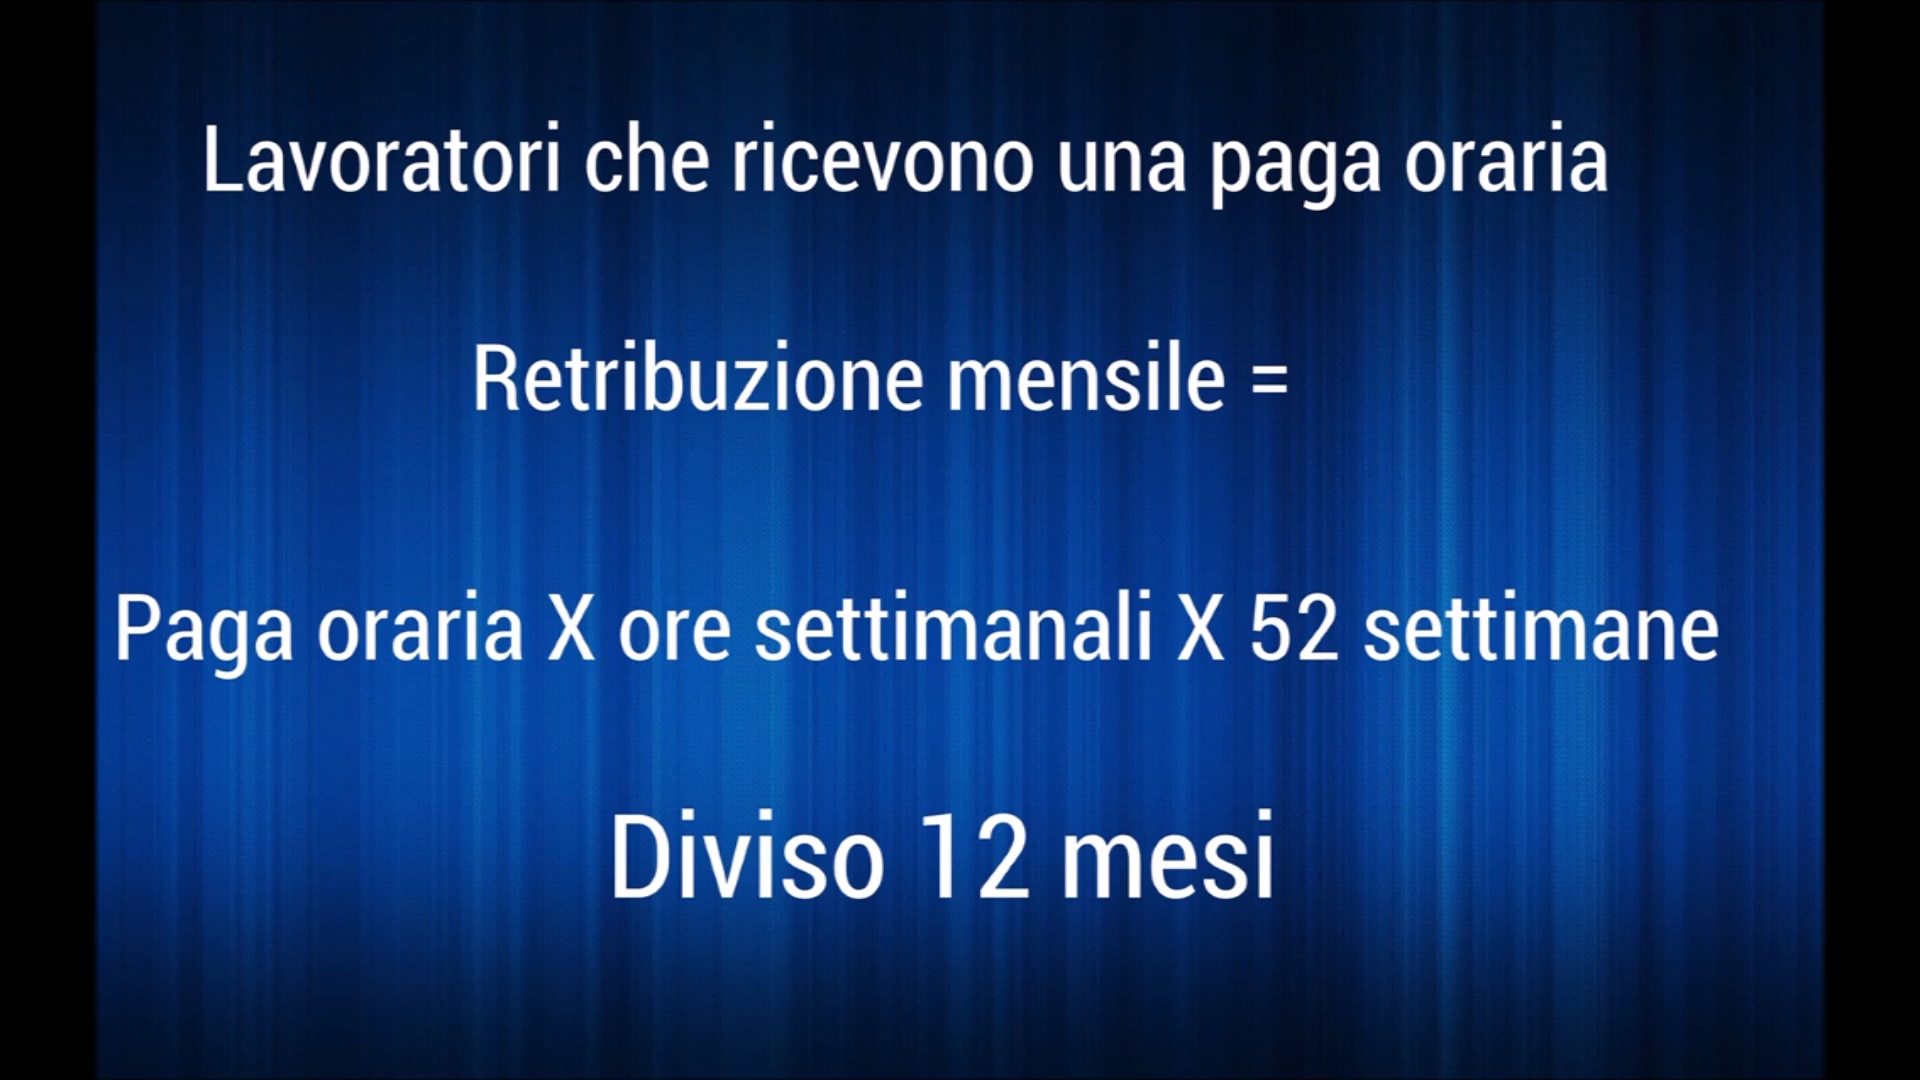 Lavoratori che ricevono una paga oraria
Retribuzione mensile =
Paga oraria X ore settimanali X 52 settimane
Diviso 12 mesi